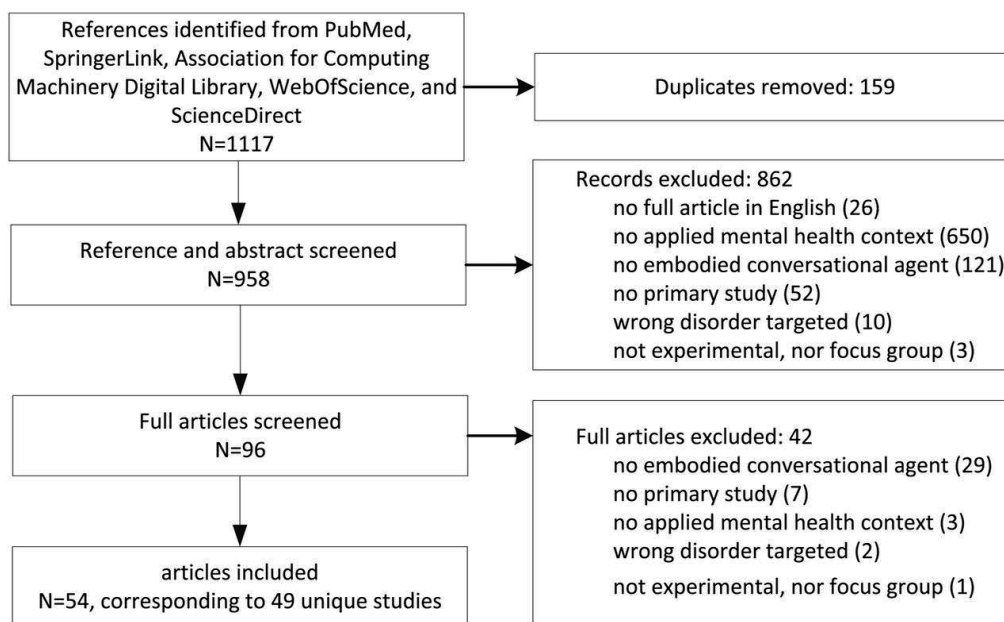 References identified from PubMed,
SpringerLink, Association for Computing
Machinery Digital Library, WebOfScience, and
ScienceDirect
N=1117
Duplicates removed: 159
Reference and abstract screened
N=958
Records excluded: 862
no full article in English (26)
no applied mental health context (650)
no embodied conversational agent (121)
no primary study (52)
wrong disorder targeted (10)
not experimental, nor focus group (3)
Full articles screened
N=96
Full articles excluded: 42
no embodied conversational agent (29)
no primary study (7)
no applied mental health context (3)
wrong disorder targeted (2)
not experimental, nor focus group (1)
articles included
N=54, corresponding to 49 unique studies